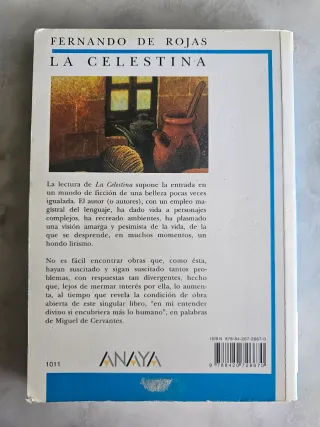 FERNANDO DE ROJAS
LA CELESTINA
La lectura de La Celestina supone la entrada en
un mundo de ficción de una belleza pocas veces
igualada. El autor (o autores), con un empleo ma-
gistral del lenguaje, ha dado vida a personajes
complejos, ha recreado ambientes, ha plasmado
una visión amarga y pesimista de la vida, de la
que se desprende, en muchos momentos, un
hondo lirismo.
No es fácil encontrar obras que, como ésta,
hayan suscitado y sigan suscitado tantos pro-
blemas, con respuestas tan divergentes, hecho
que, lejos de mermar interés por ello, lo aumen-
ta, al tiempo que revela la condición de obra
abierta de este singular libro, "en mi entender
divino si encubriera más lo humano", en palabras
de Miguel de Cervantes.
1011
ANAYA